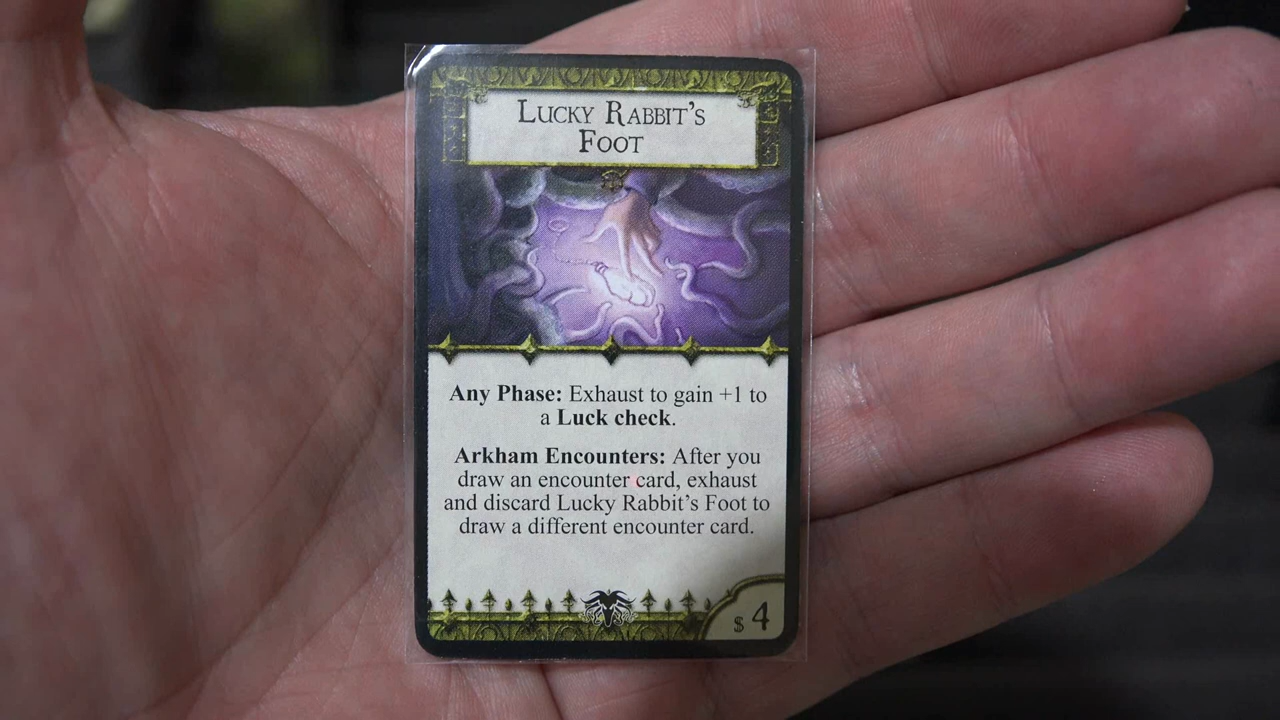 Lucky Rabbit's
Foot
Any Phase: Exhaust to gain +1 to
a Luck check.
Arkham Encounters: After you
draw an encounter card, exhaust
and discard Lucky Rabbit's Foot to
draw a different encounter card.
$ 4